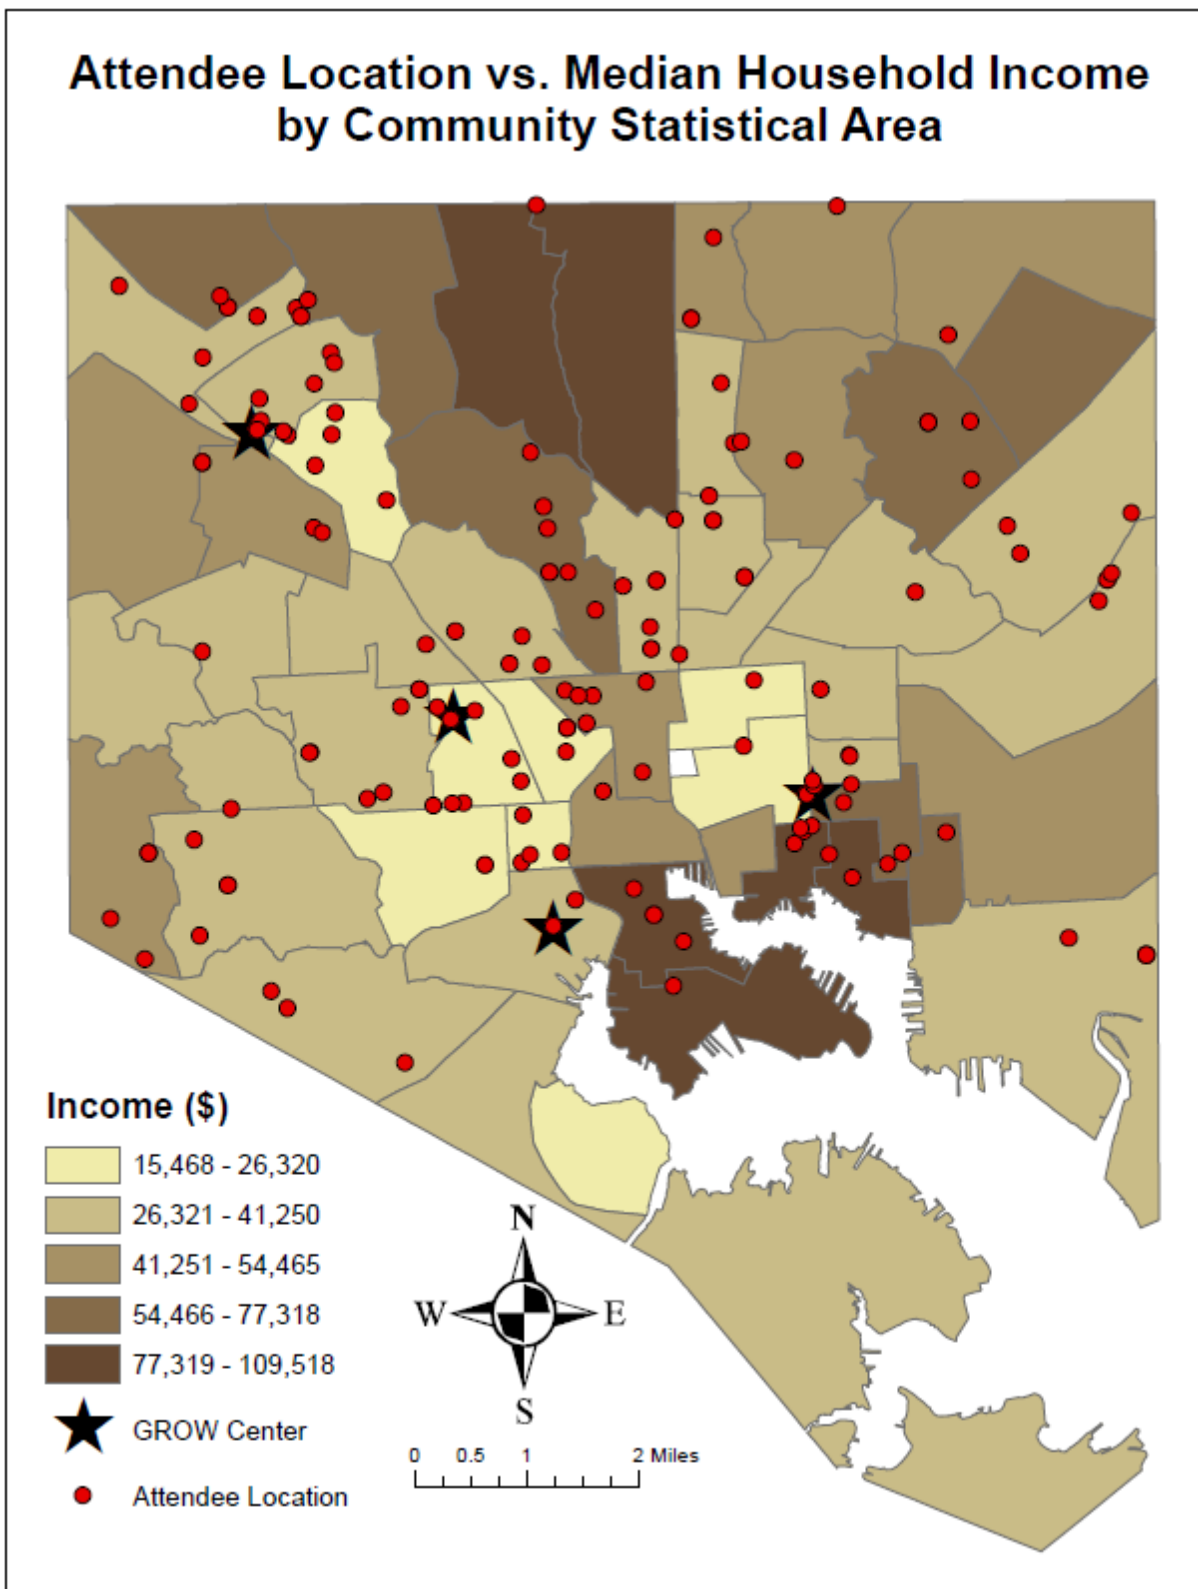 Attendee Location vs. Median Household Income
by Community Statistical Area
Income ($)
15,468 - 26,320
26,321 - 41,250
41,251 - 54,465
54,466 - 77,318
77,319 - 109,518
GROW Center
Attendee Location
N
W E
S
0 0.5 1 2 Miles